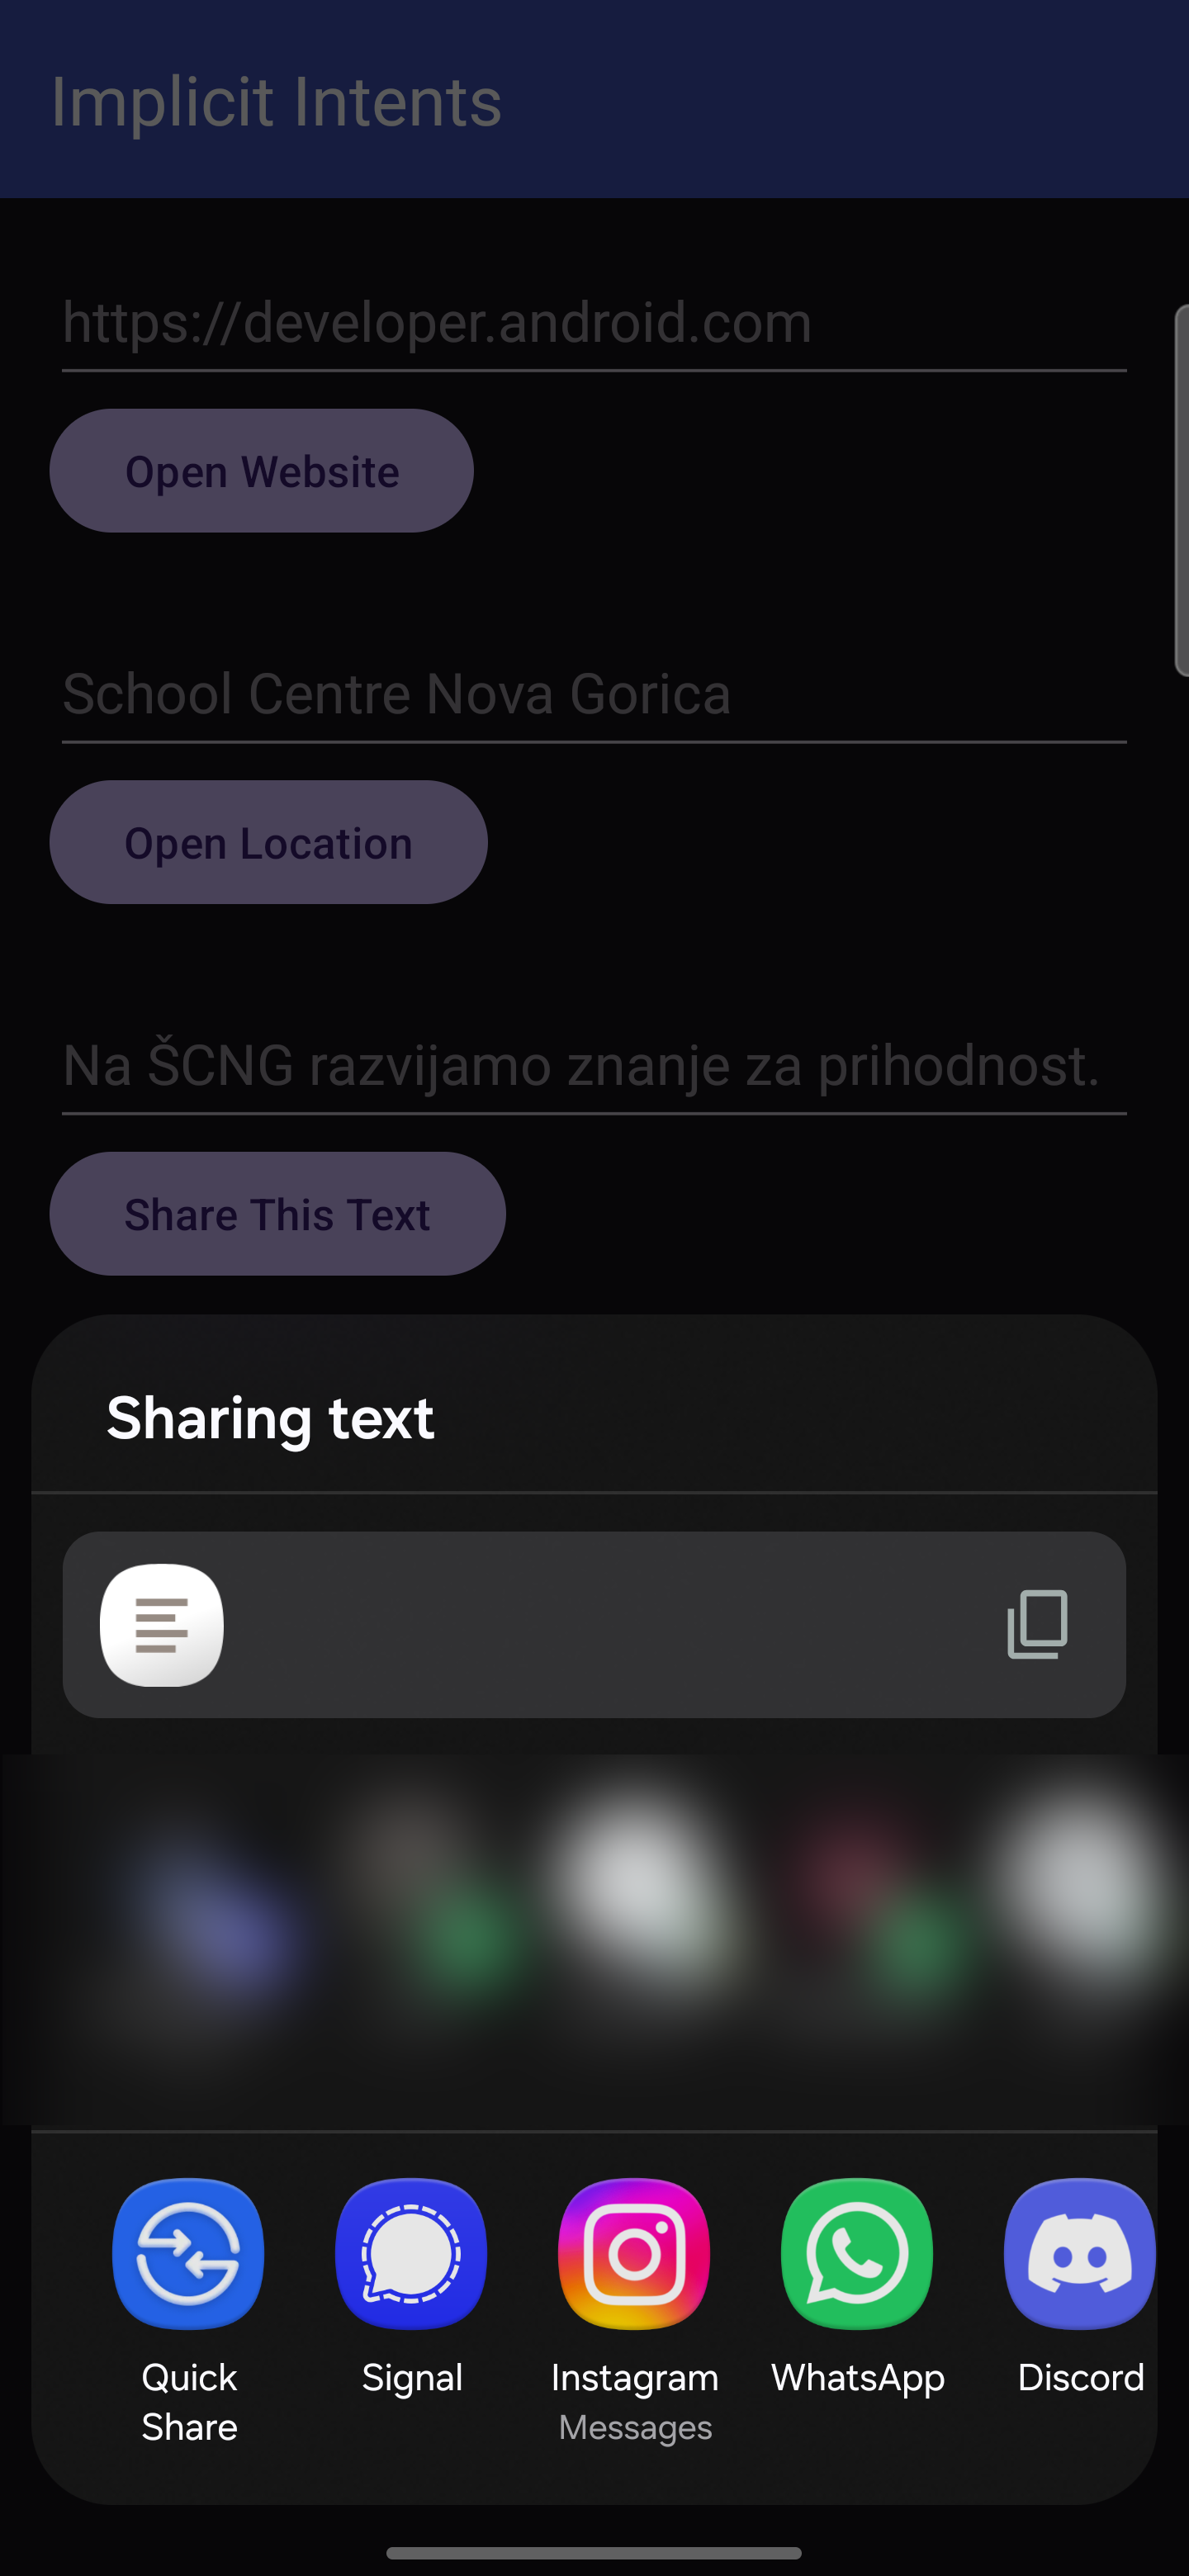 Implicit Intents
https://developer.android.com
Open Website
School Centre Nova Gorica
Open Location
Na ŠCNG razvijamo znanje za prihodnost.
Share This Text
Sharing text
Quick Share
Signal
Instagram
Messages
WhatsApp
Discord